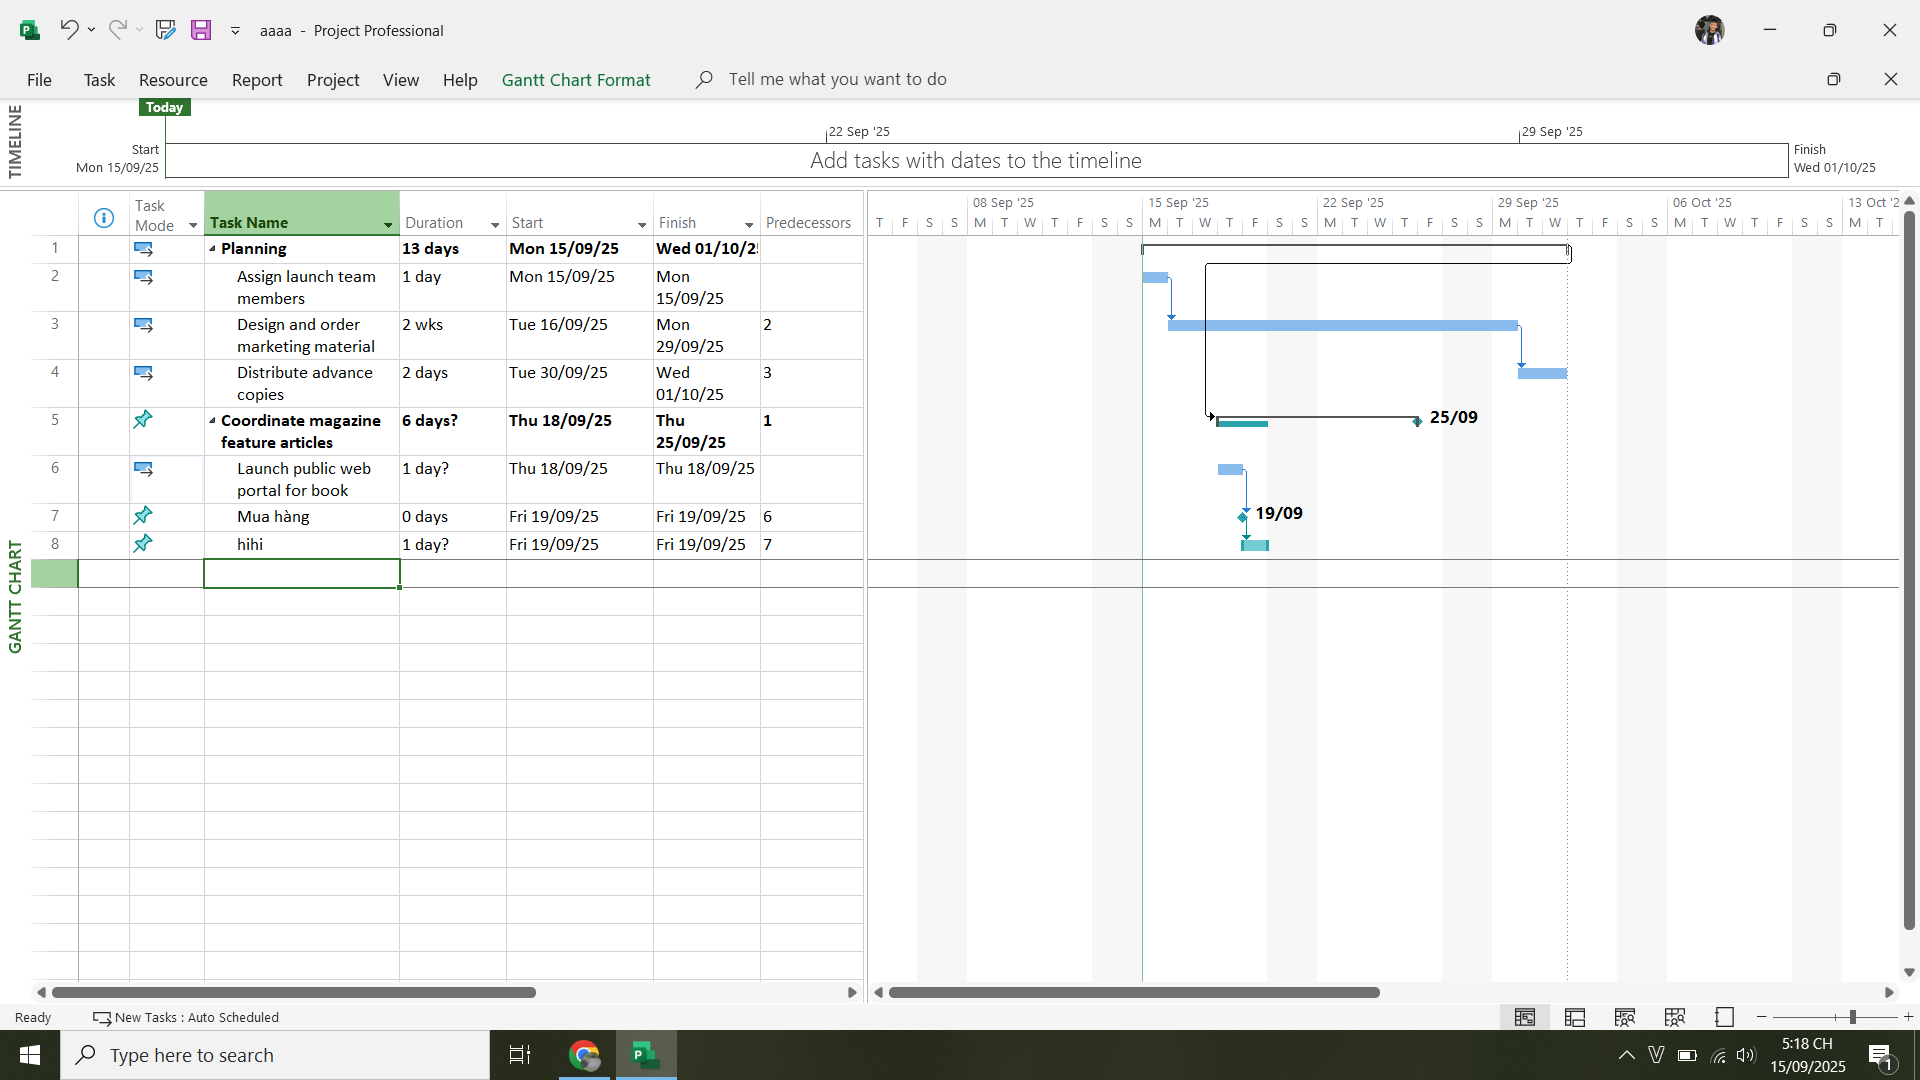 aaaa - Project Professional
File Task Resource Report Project View Help Gantt Chart Format Tell me what you want to do
TIMELINE
Today
22 Sep '25 29 Sep '25
Start
Mon 15/09/25
Add tasks with dates to the timeline
Finish
Wed 01/10/25
GANTT CHART
Task Mode Task Name Duration Start Finish Predecessors
1 Planning 13 days Mon 15/09/25 Wed 01/10/25
2 Assign launch team members 1 day Mon 15/09/25 Mon 15/09/25
3 Design and order marketing material 2 wks Tue 16/09/25 Mon 29/09/25 2
4 Distribute advance copies 2 days Tue 30/09/25 Wed 01/10/25 3
5 Coordinate magazine feature articles 6 days? Thu 18/09/25 Thu 25/09/25 1
6 Launch public web portal for book 1 day? Thu 18/09/25 Thu 18/09/25
7 Mua hàng 0 days Fri 19/09/25 Fri 19/09/25 6
8 hihi 1 day? Fri 19/09/25 Fri 19/09/25 7
08 Sep '25 15 Sep '25 22 Sep '25 29 Sep '25 06 Oct '25 13 Oct '2
T F S S M T W T F S S M T W T F S S M T W T F S S M T W T F S S M T W T F S S M T
25/09
19/09
Ready New Tasks : Auto Scheduled
Type here to search
5:18 CH
15/09/2025
1